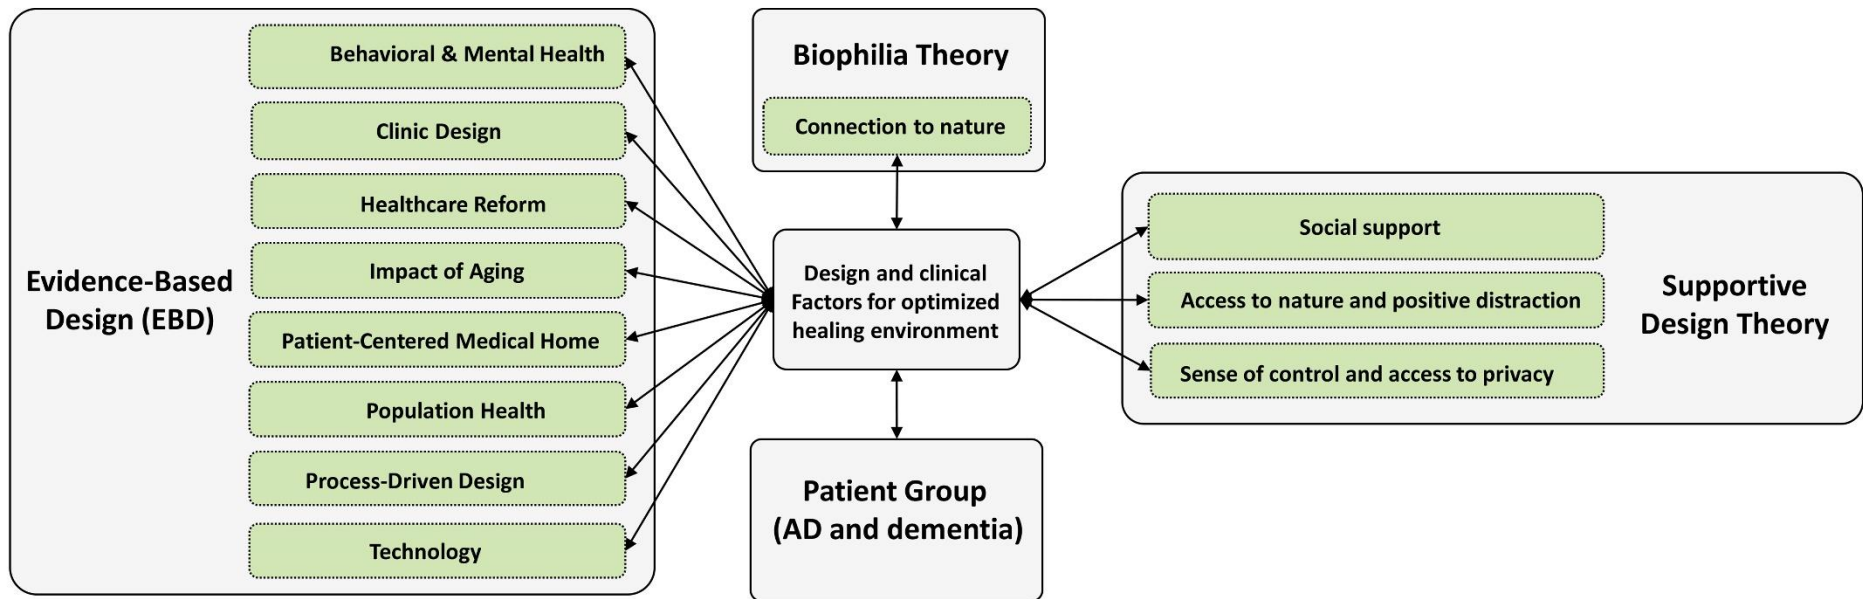 Evidence-Based
Design (EBD)
Behavioral & Mental Health
Clinic Design
Healthcare Reform
Impact of Aging
Patient-Centered Medical Home
Population Health
Process-Driven Design
Technology
Biophilia Theory
Connection to nature
Design and clinical
Factors for optimized
healing environment
Patient Group
(AD and dementia)
Social support
Access to nature and positive distraction
Sense of control and access to privacy
Supportive
Design Theory